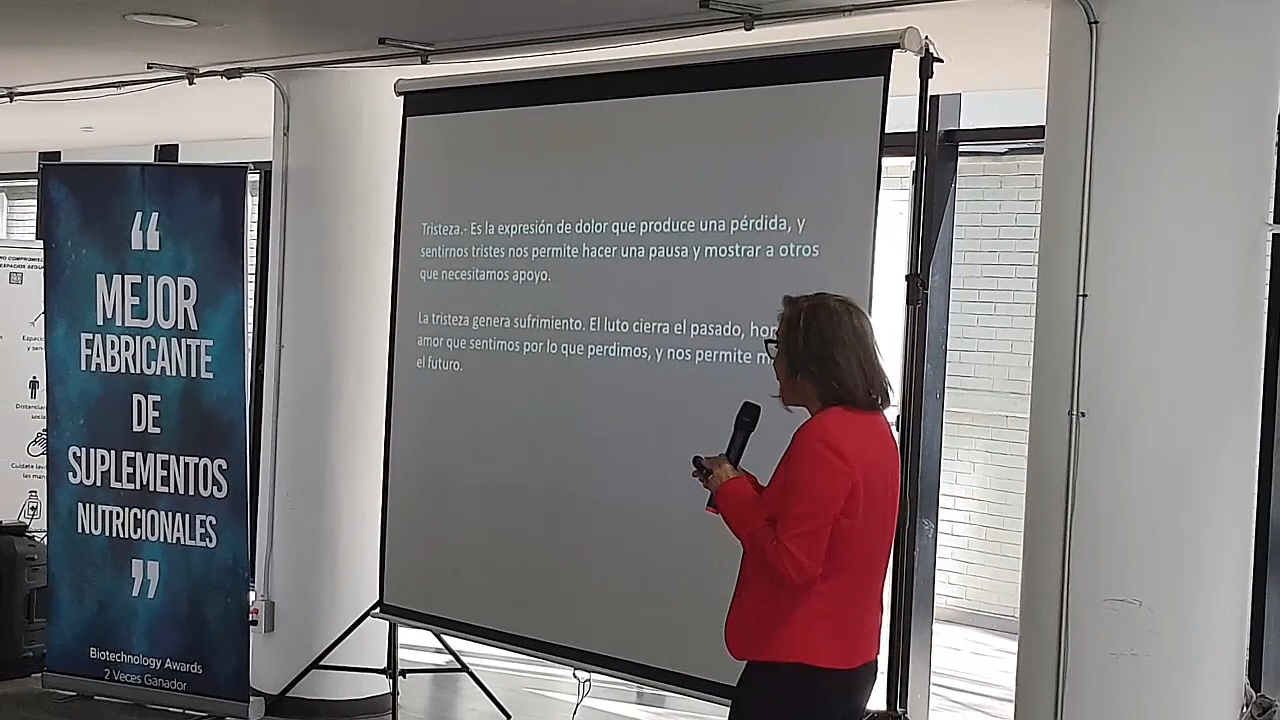 “
MEJOR
FABRICANTE
DE
SUPLEMENTOS
NUTRICIONALES
”
Biotechnology Awards
2 Veces Ganador
Tristeza.- Es la expresión de dolor que produce una pérdida, y
sentirnos tristes nos permite hacer una pausa y mostrar a otros
que necesitamos apoyo.
La tristeza genera sufrimiento. El luto cierra el pasado,
amor que sentimos por lo que perdimos, y nos permite
el futuro.